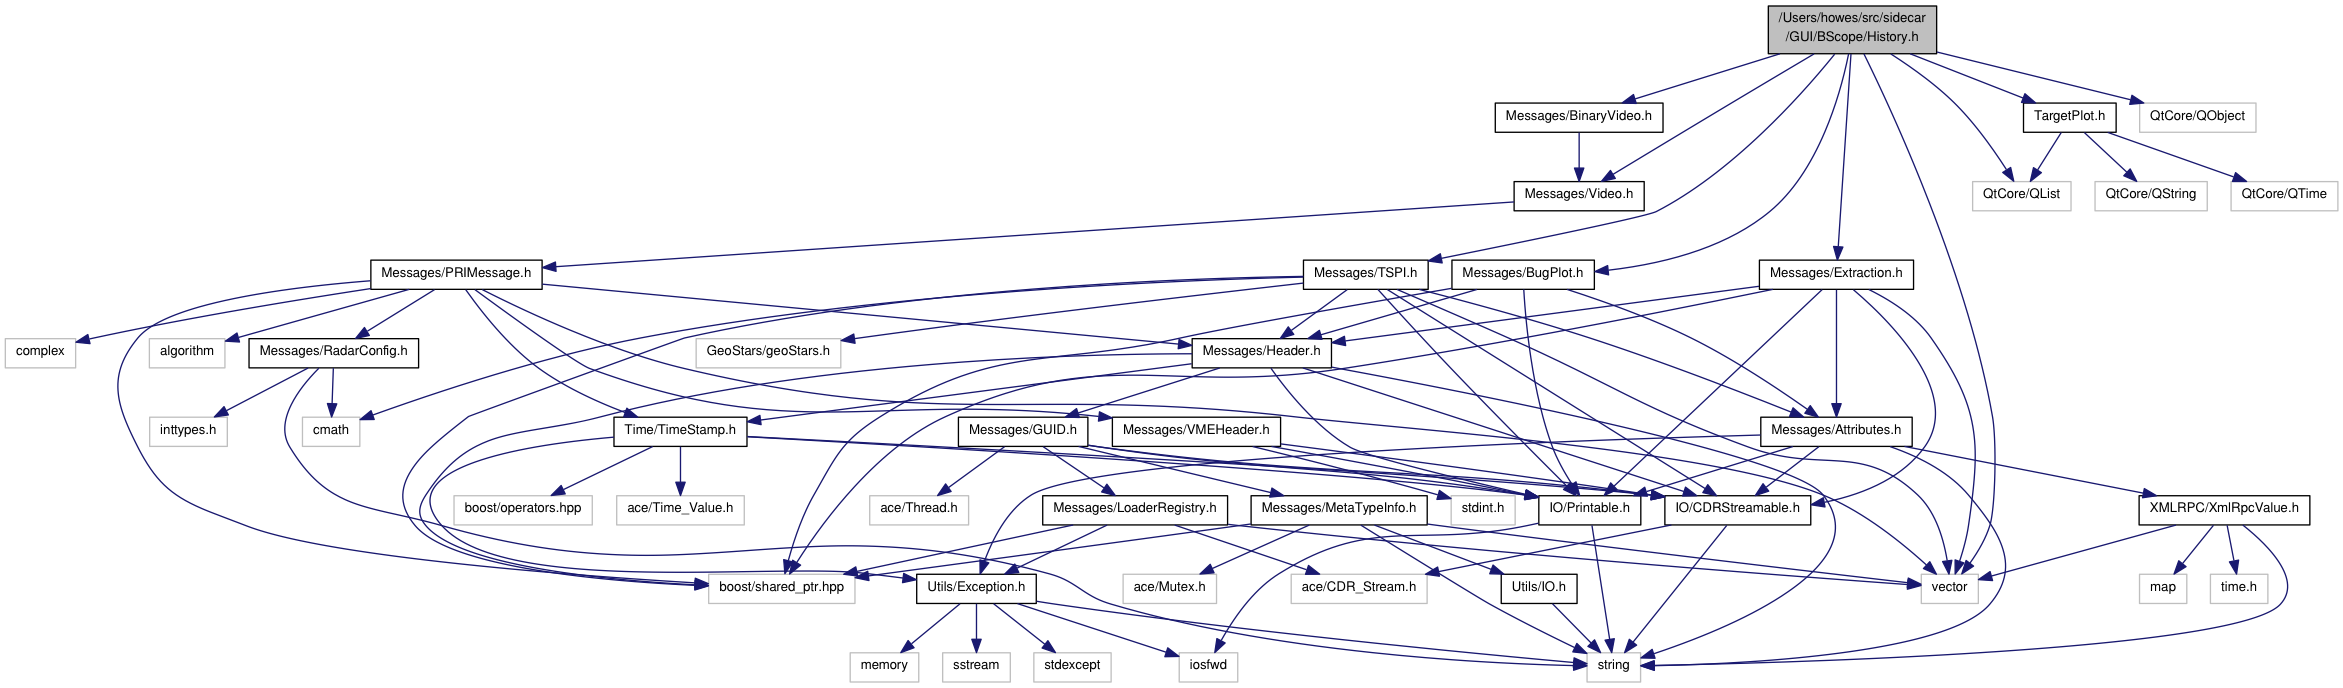 /Users/howes/src/sidecar
/GUI/BScope/History.h
Messages/BinaryVideo.h
TargetPlot.h
QtCore/QObject
Messages/Video.h
QtCore/QList
QtCore/QString
QtCore/QTime
Messages/PRIMessage.h
Messages/TSPI.h
Messages/BugPlot.h
Messages/Extraction.h
complex
algorithm
Messages/RadarConfig.h
GeoStars/geoStars.h
Messages/Header.h
inttypes.h
cmath
Time/TimeStamp.h
Messages/GUID.h
Messages/VMEHeader.h
Messages/Attributes.h
boost/operators.hpp
ace/Time_Value.h
ace/Thread.h
Messages/LoaderRegistry.h
Messages/MetaTypeInfo.h
stdint.h
IO/Printable.h
IO/CDRStreamable.h
XMLRPC/XmlRpcValue.h
boost/shared_ptr.hpp
Utils/Exception.h
ace/Mutex.h
ace/CDR_Stream.h
Utils/IO.h
vector
map
time.h
memory
sstream
stdexcept
iosfwd
string